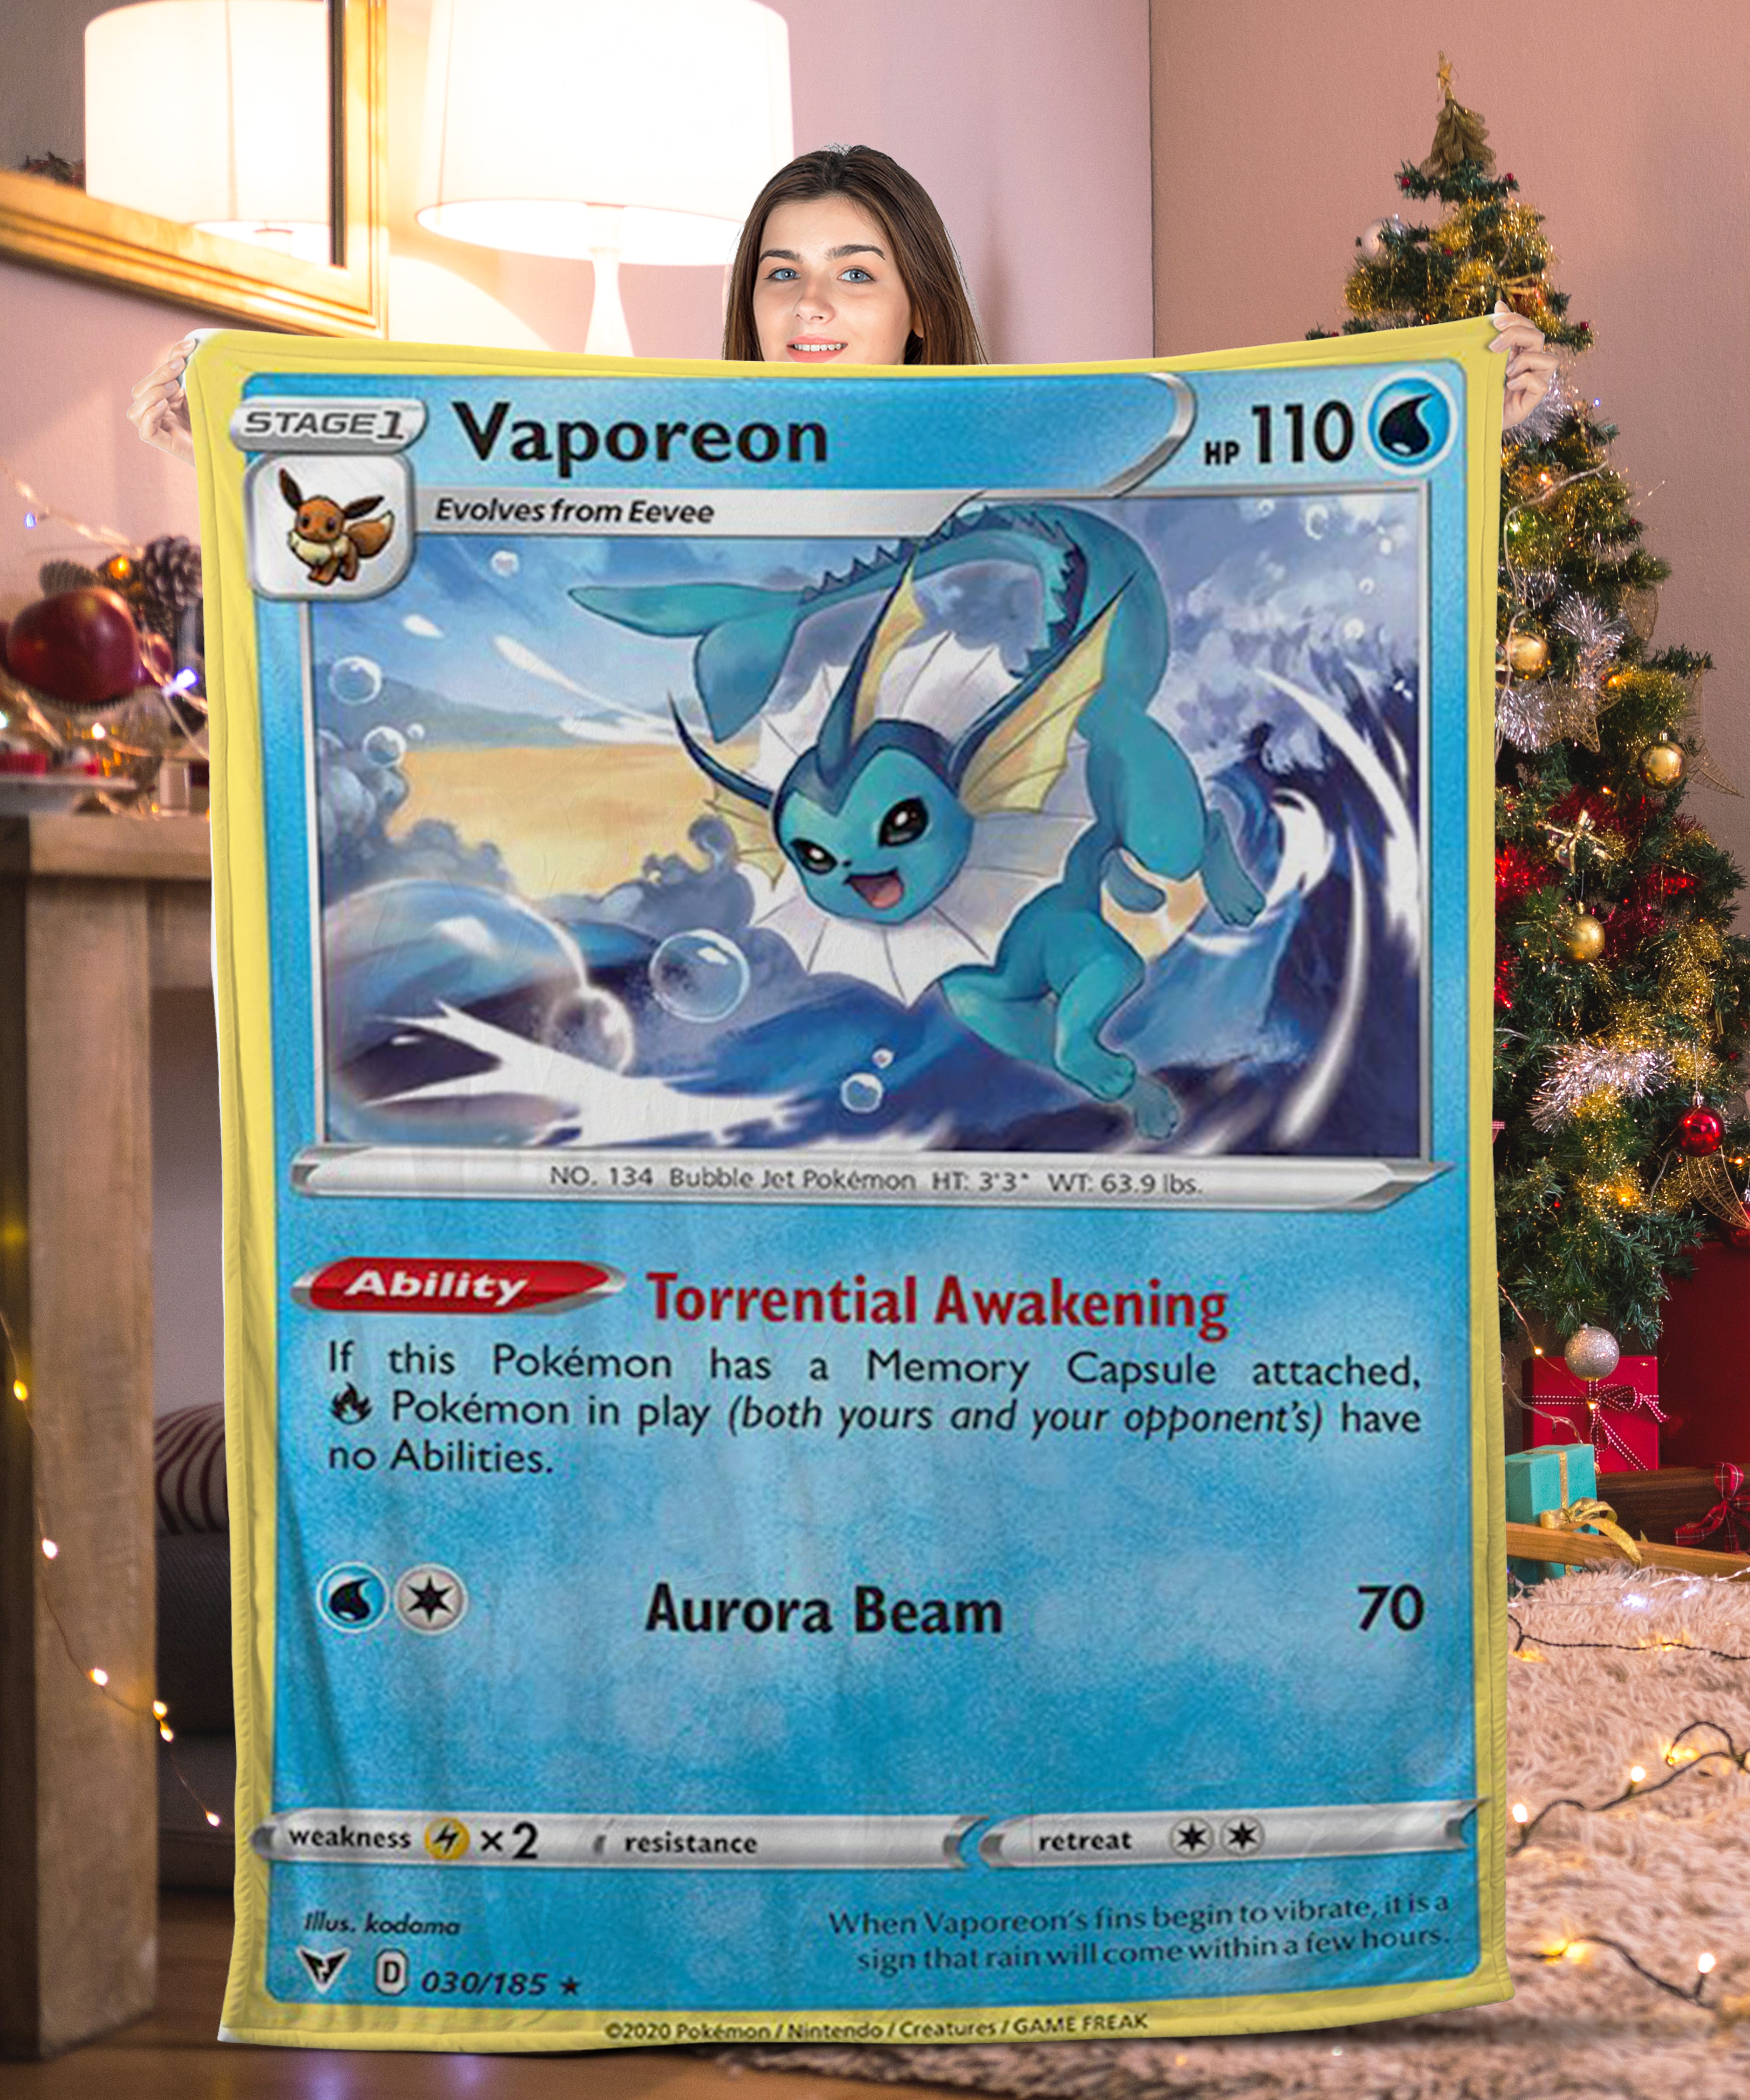 STAGE 1 Vaporeon HP 110
Evolves from Eevee
NO. 134 Bubble Jet Pokémon HT: 3'3" WT: 63.9 lbs.
Ability Torrential Awakening
If this Pokémon has a Memory Capsule attached,
Pokémon in play (both yours and your opponent's) have
no Abilities.
Aurora Beam 70
weakness ×2 resistance retreat
Illus. kodama
When Vaporeon's fins begin to vibrate, it is a
sign that rain will come within a few hours.
D 030/185 ★
©2020 Pokémon / Nintendo / Creatures / GAME FREAK